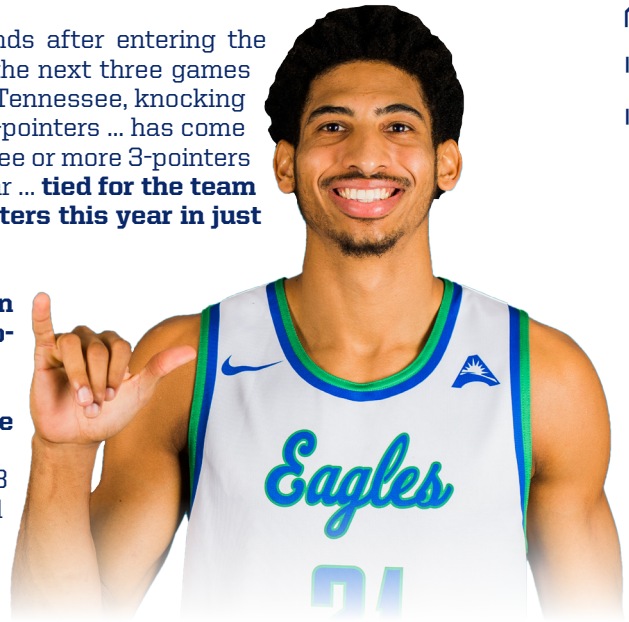 nds after entering the
he next three games
Tennessee, knocking
-pointers ... has come
ee or more 3-pointers
r ... tied for the team
ters this year in just
n
-
e
3
Eagles